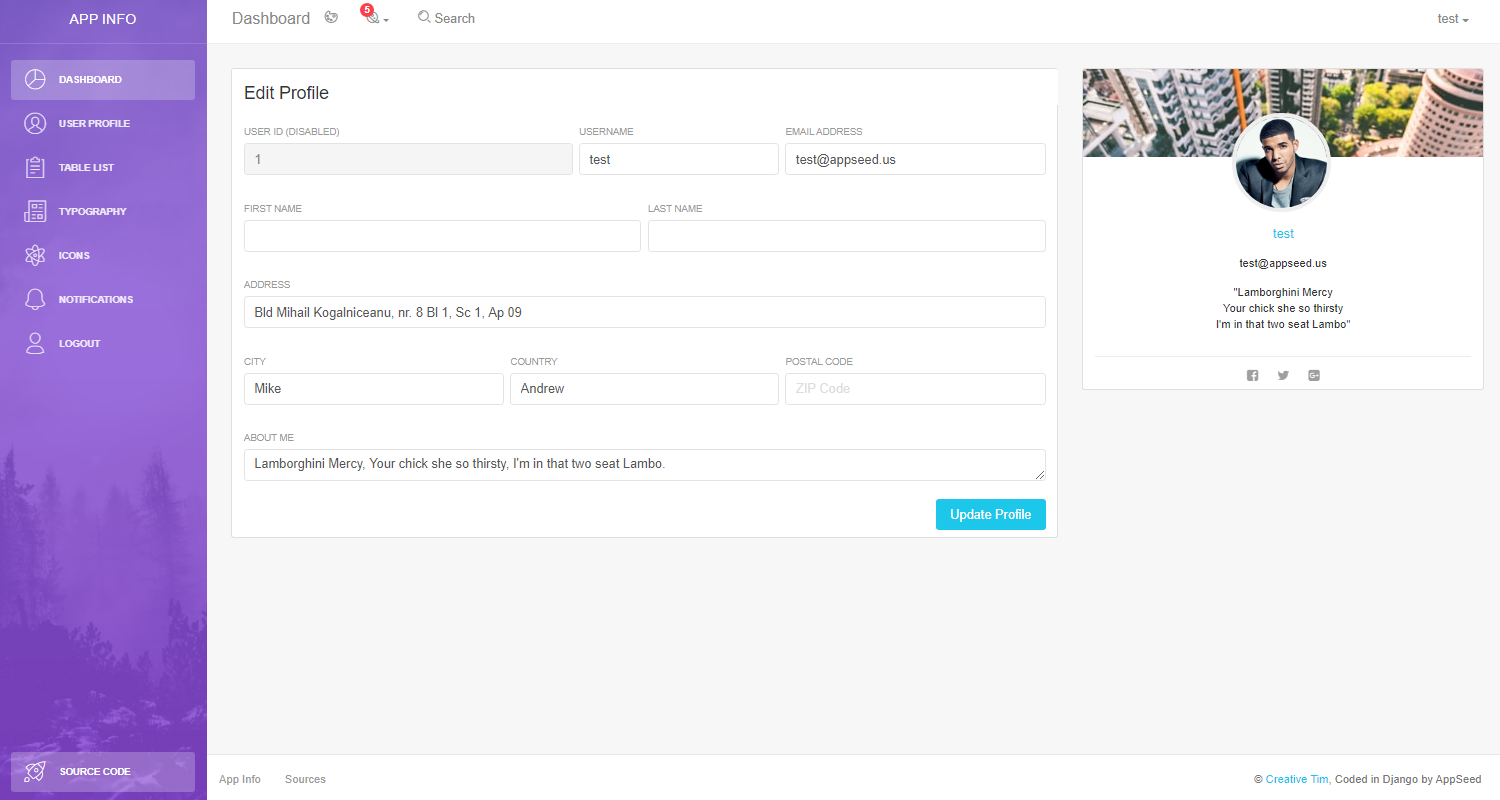 APP INFO
DASHBOARD
USER PROFILE
TABLE LIST
TYPOGRAPHY
ICONS
NOTIFICATIONS
LOGOUT
SOURCE CODE
Dashboard
5
Search
test
Edit Profile
USER ID (DISABLED)
USERNAME
EMAIL ADDRESS
1
test
test@appseed.us
FIRST NAME
LAST NAME
ADDRESS
Bld Mihail Kogalniceanu, nr. 8 Bl 1, Sc 1, Ap 09
CITY
COUNTRY
POSTAL CODE
Mike
Andrew
ZIP Code
ABOUT ME
Lamborghini Mercy, Your chick she so thirsty, I'm in that two seat Lambo.
Update Profile
test
test@appseed.us
"Lamborghini Mercy
Your chick she so thirsty
I'm in that two seat Lambo"
App Info
Sources
© Creative Tim, Coded in Django by AppSeed